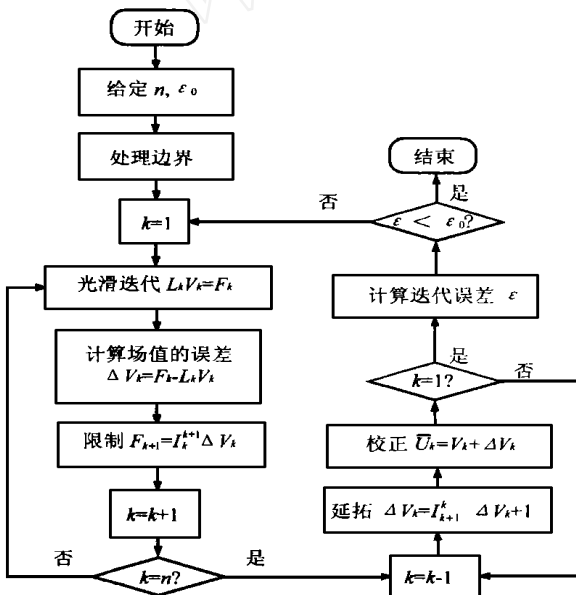 开始
给定 n, ε₀
处理边界
k=1
光滑迭代 LₖVₖ=Fₖ
计算场值的误差
Δ Vₖ=Fₖ-LₖVₖ
限制 Fₖ₊₁=Iₖᵏ⁺¹Δ Vₖ
k=k+1
k=n?
否
是
结束
是
否
ε < ε₀?
计算迭代误差 ε
是
否
k=1?
校正 U̅ₖ=Vₖ+ΔVₖ
延拓 ΔVₖ=Iₖ₊₁ᵏ ΔVₖ+1
k=k-1